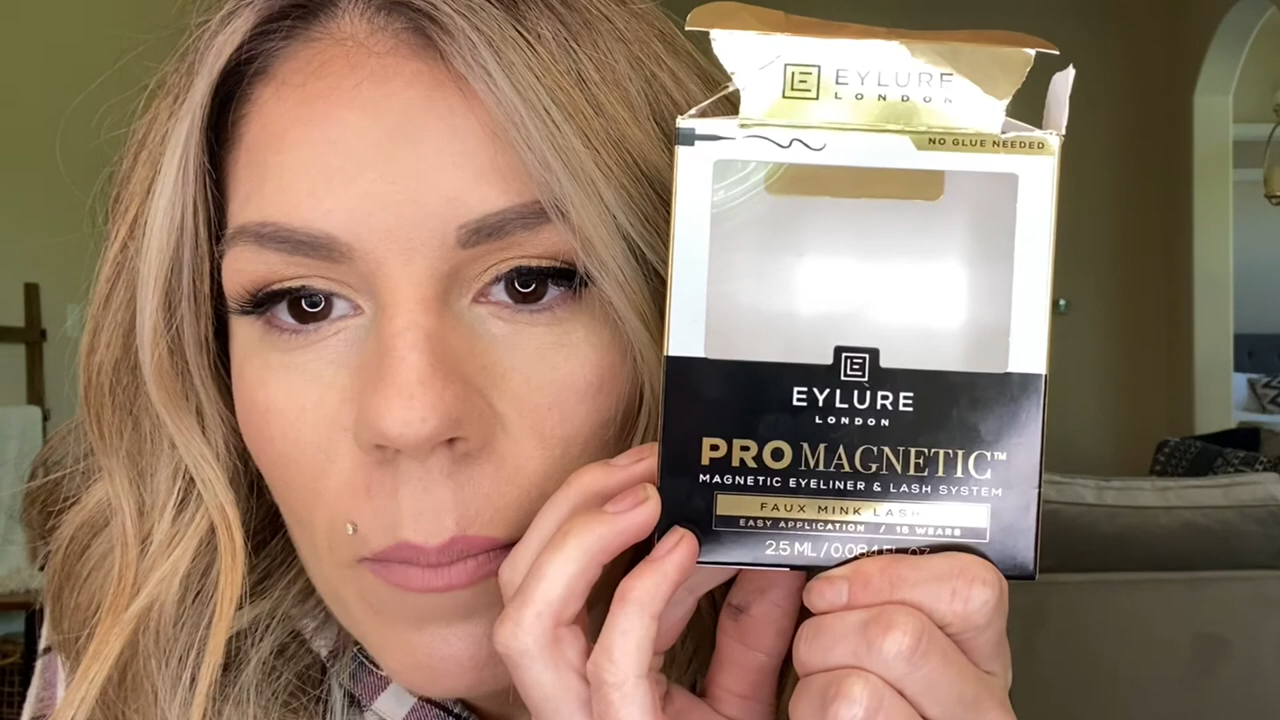 EYLURE
LONDON
NO GLUE NEEDED
EYLURE
LONDON
PRO MAGNETIC™
MAGNETIC EYELINER & LASH SYSTEM
FAUX MINK LASH
EASY APPLICATION / 15 WEARS
2.5 ML / 0.084 FL OZ